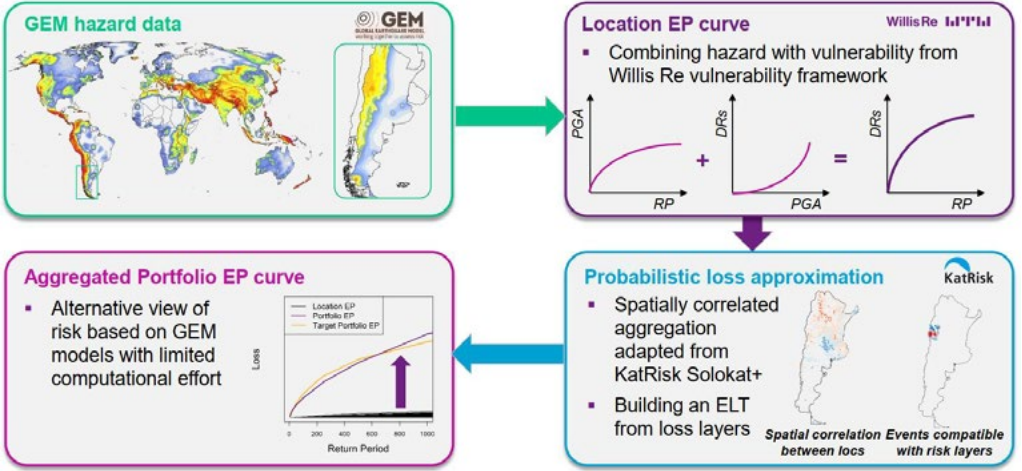 GEM hazard data
GEM
GLOBAL EARTHQUAKE MODEL
working together to assess risk
Location EP curve
Willis Re
▪ Combining hazard with vulnerability from
Willis Re vulnerability framework
PGA
RP
+
DRs
PGA
=
DRs
RP
Aggregated Portfolio EP curve
▪ Alternative view of
risk based on GEM
models with limited
computational effort
Location EP
Portfolio EP
Target Portfolio EP
Loss
0 200 400 600 800 1000
Return Period
Probabilistic loss approximation
KatRisk
▪ Spatially correlated
aggregation
adapted from
KatRisk Solokat+
▪ Building an ELT
from loss layers
Spatial correlation
between locs
Events compatible
with risk layers